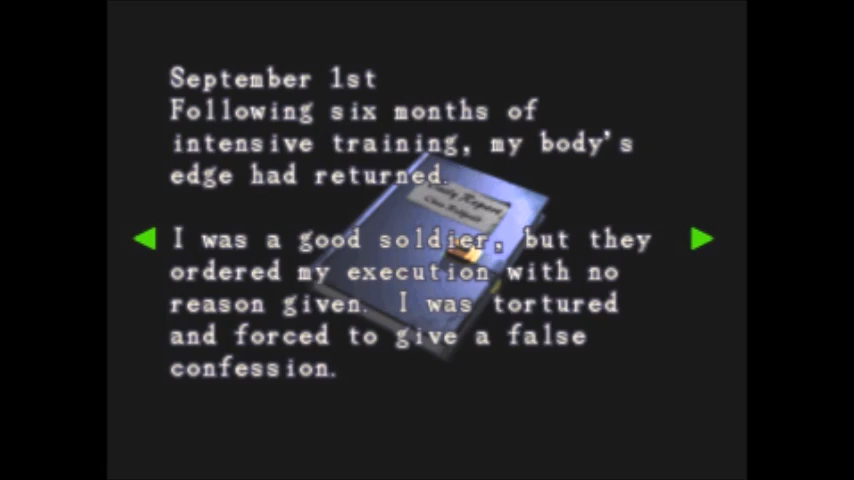 September 1st
Following six months of
intensive training, my body's
edge had returned.
I was a good soldier, but they
ordered my execution with no
reason given. I was tortured
and forced to give a false
confession.